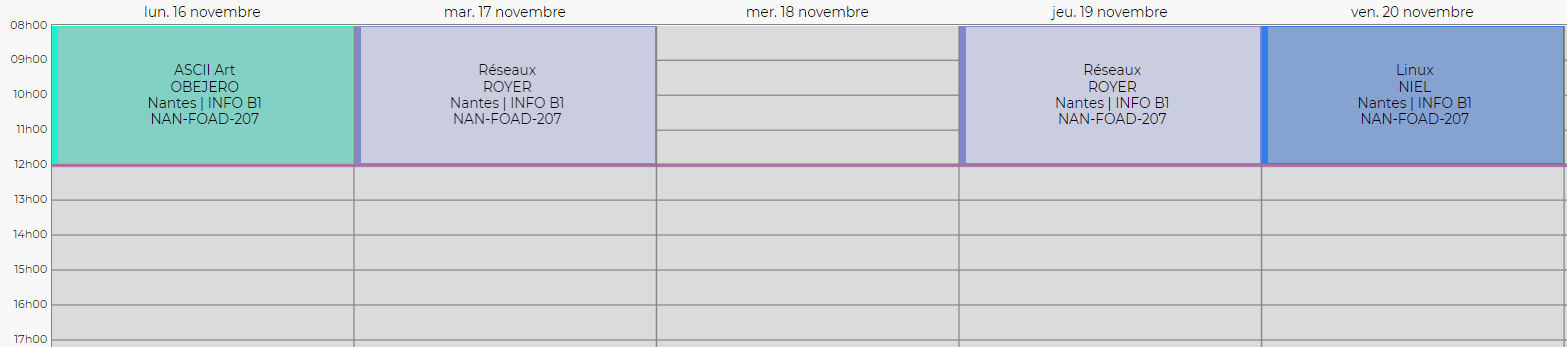 lun. 16 novembre
mar. 17 novembre
mer. 18 novembre
jeu. 19 novembre
ven. 20 novembre
08h00
09h00
10h00
11h00
12h00
13h00
14h00
15h00
16h00
17h00
ASCII Art
OBEJERO
Nantes | INFO B1
NAN-FOAD-207
Réseaux
ROYER
Nantes | INFO B1
NAN-FOAD-207
Réseaux
ROYER
Nantes | INFO B1
NAN-FOAD-207
Linux
NIEL
Nantes | INFO B1
NAN-FOAD-207